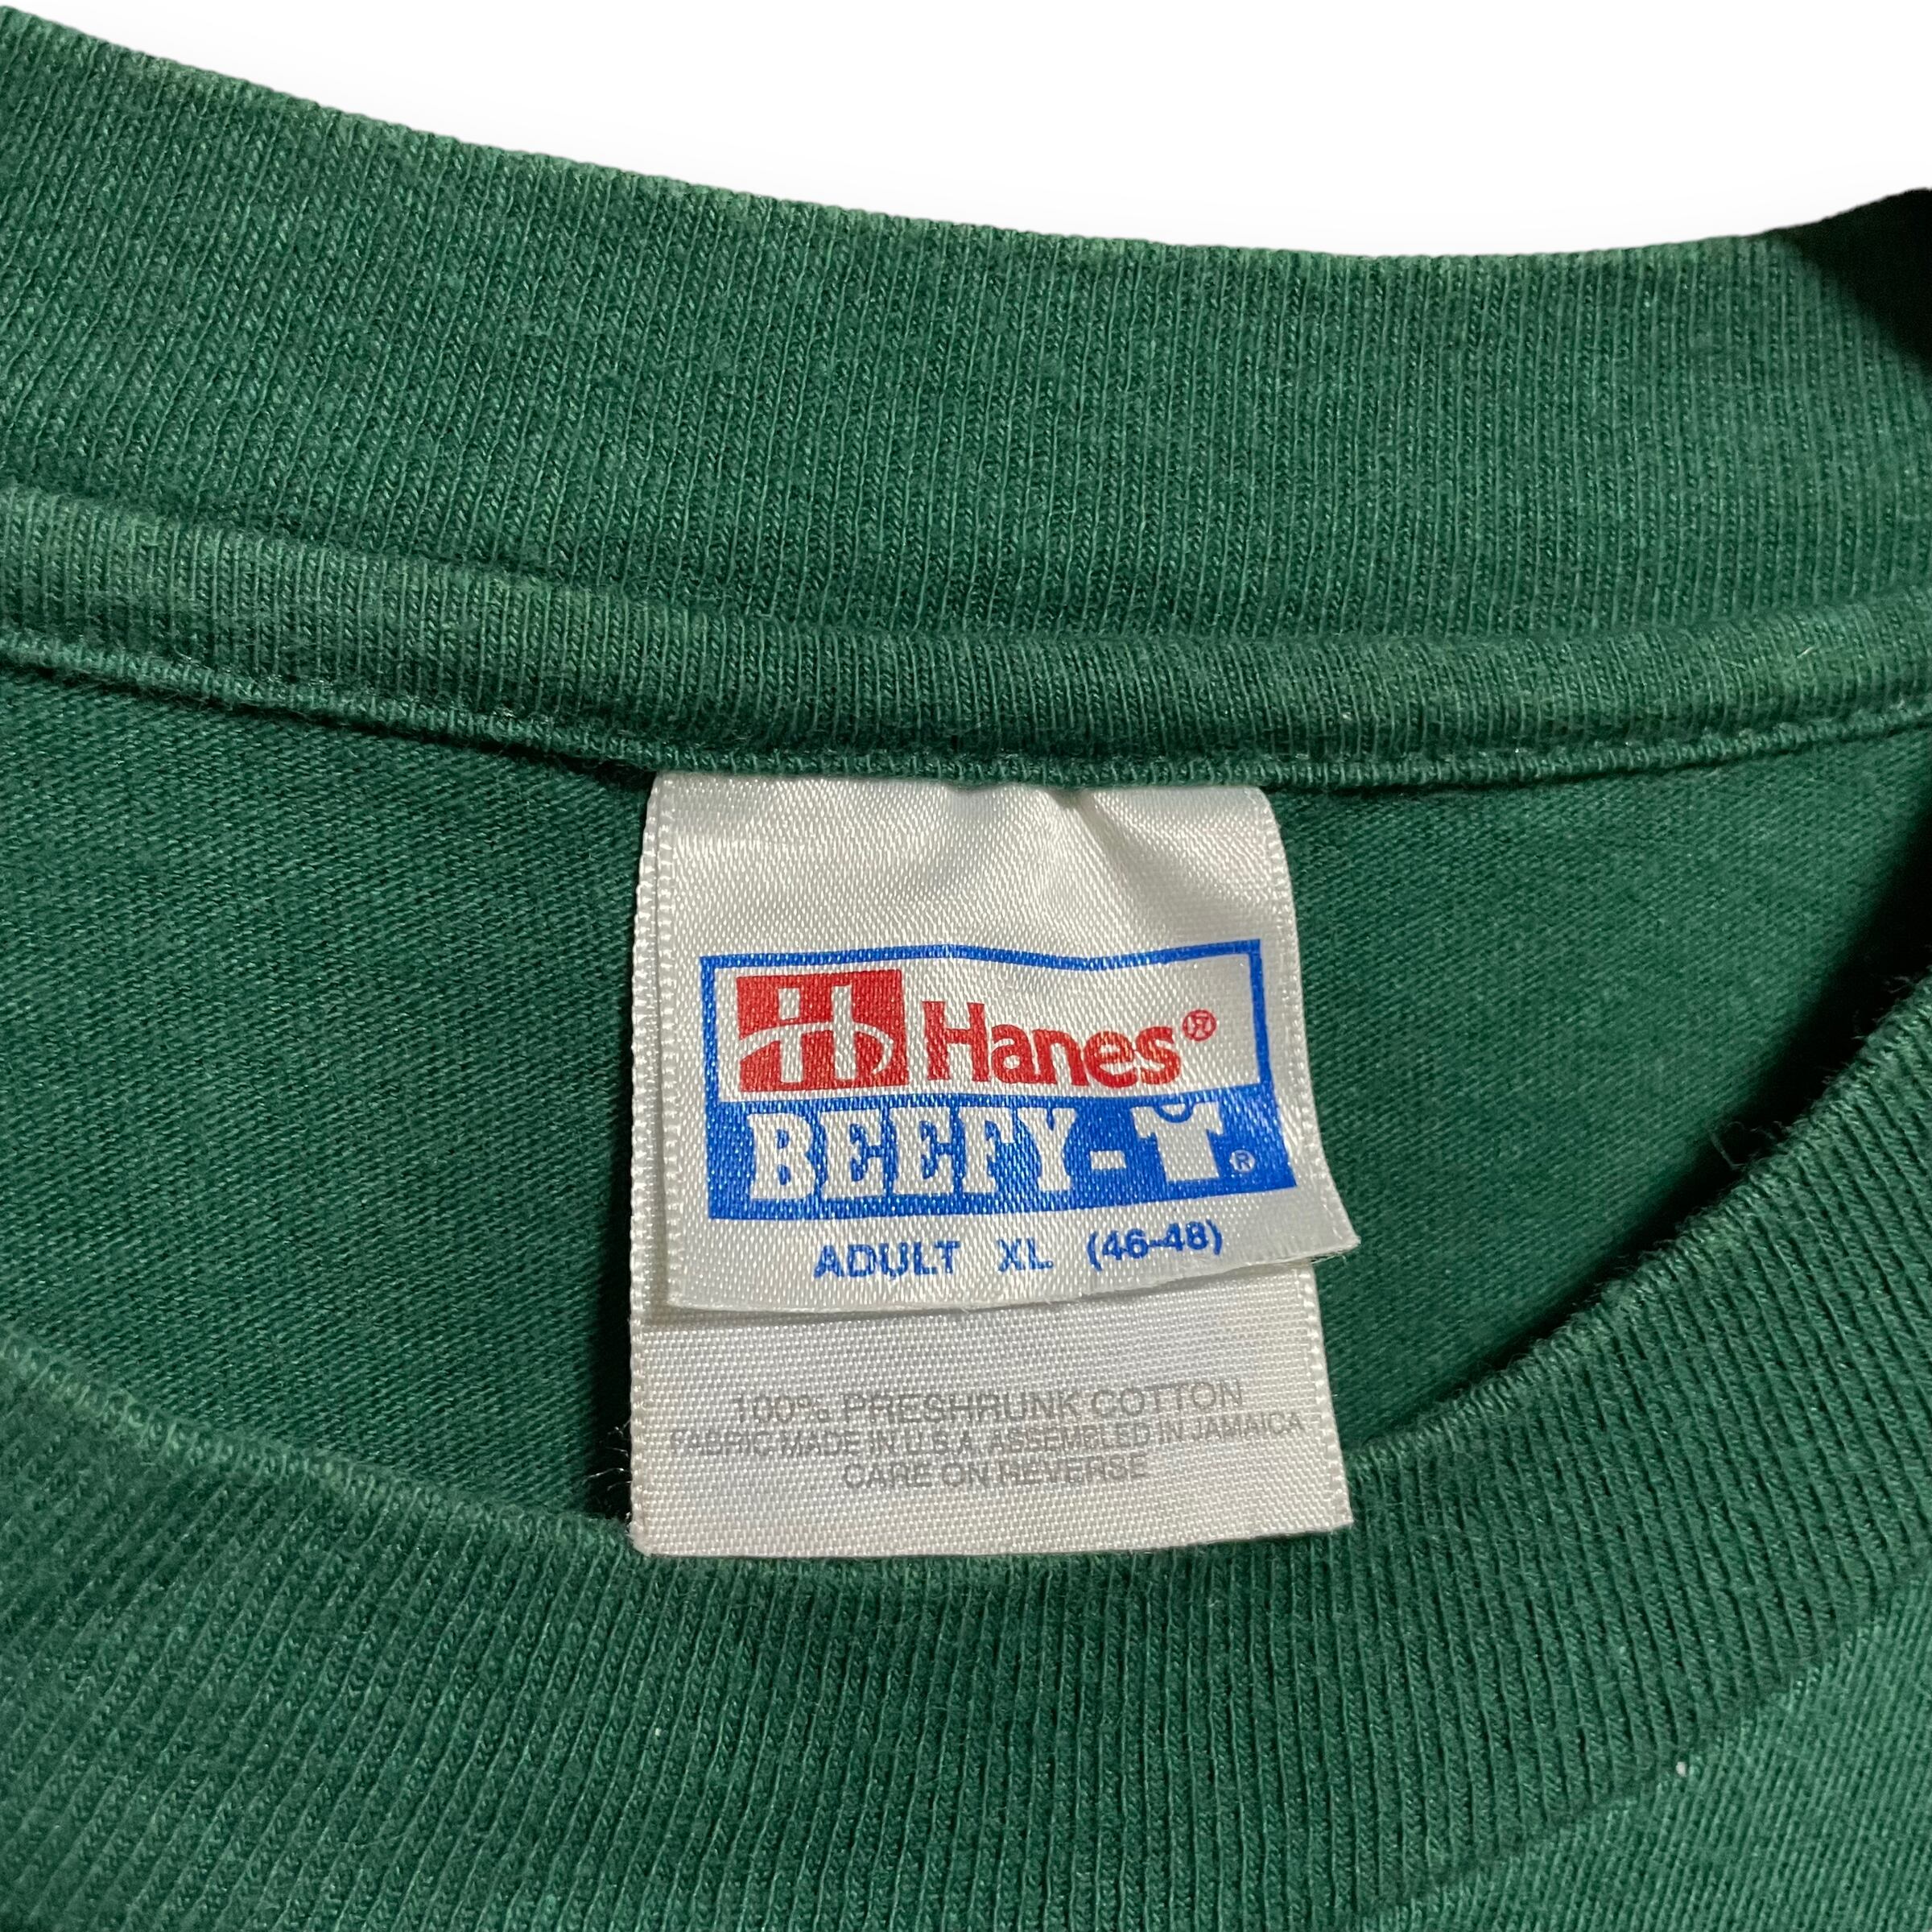 Hanes®
BEEFY-T®
ADULT XL (46-48)
100% PRESHRUNK COTTON
FABRIC MADE IN U.S.A. ASSEMBLED IN JAMAICA
CARE ON REVERSE